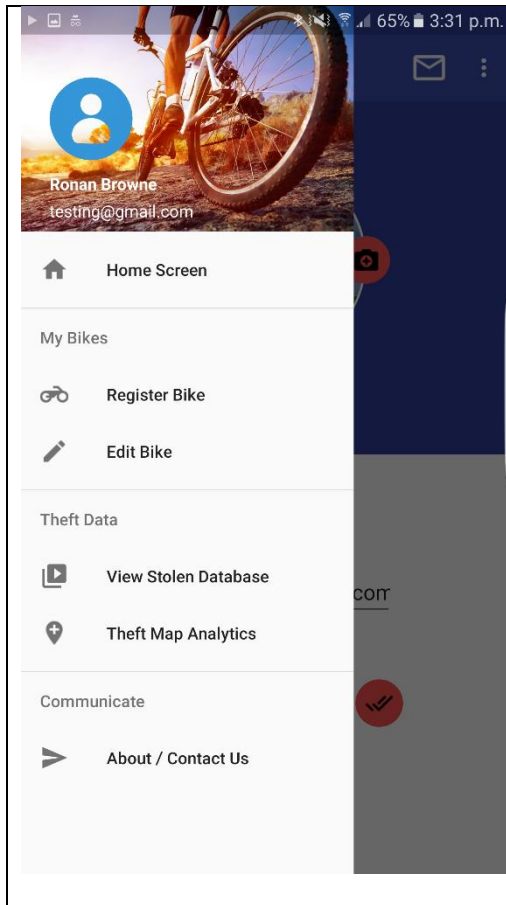 65% 3:31 p.m.
Ronan Browne
testing@gmail.com
Home Screen
My Bikes
Register Bike
Edit Bike
Theft Data
View Stolen Database
com
Theft Map Analytics
Communicate
About / Contact Us